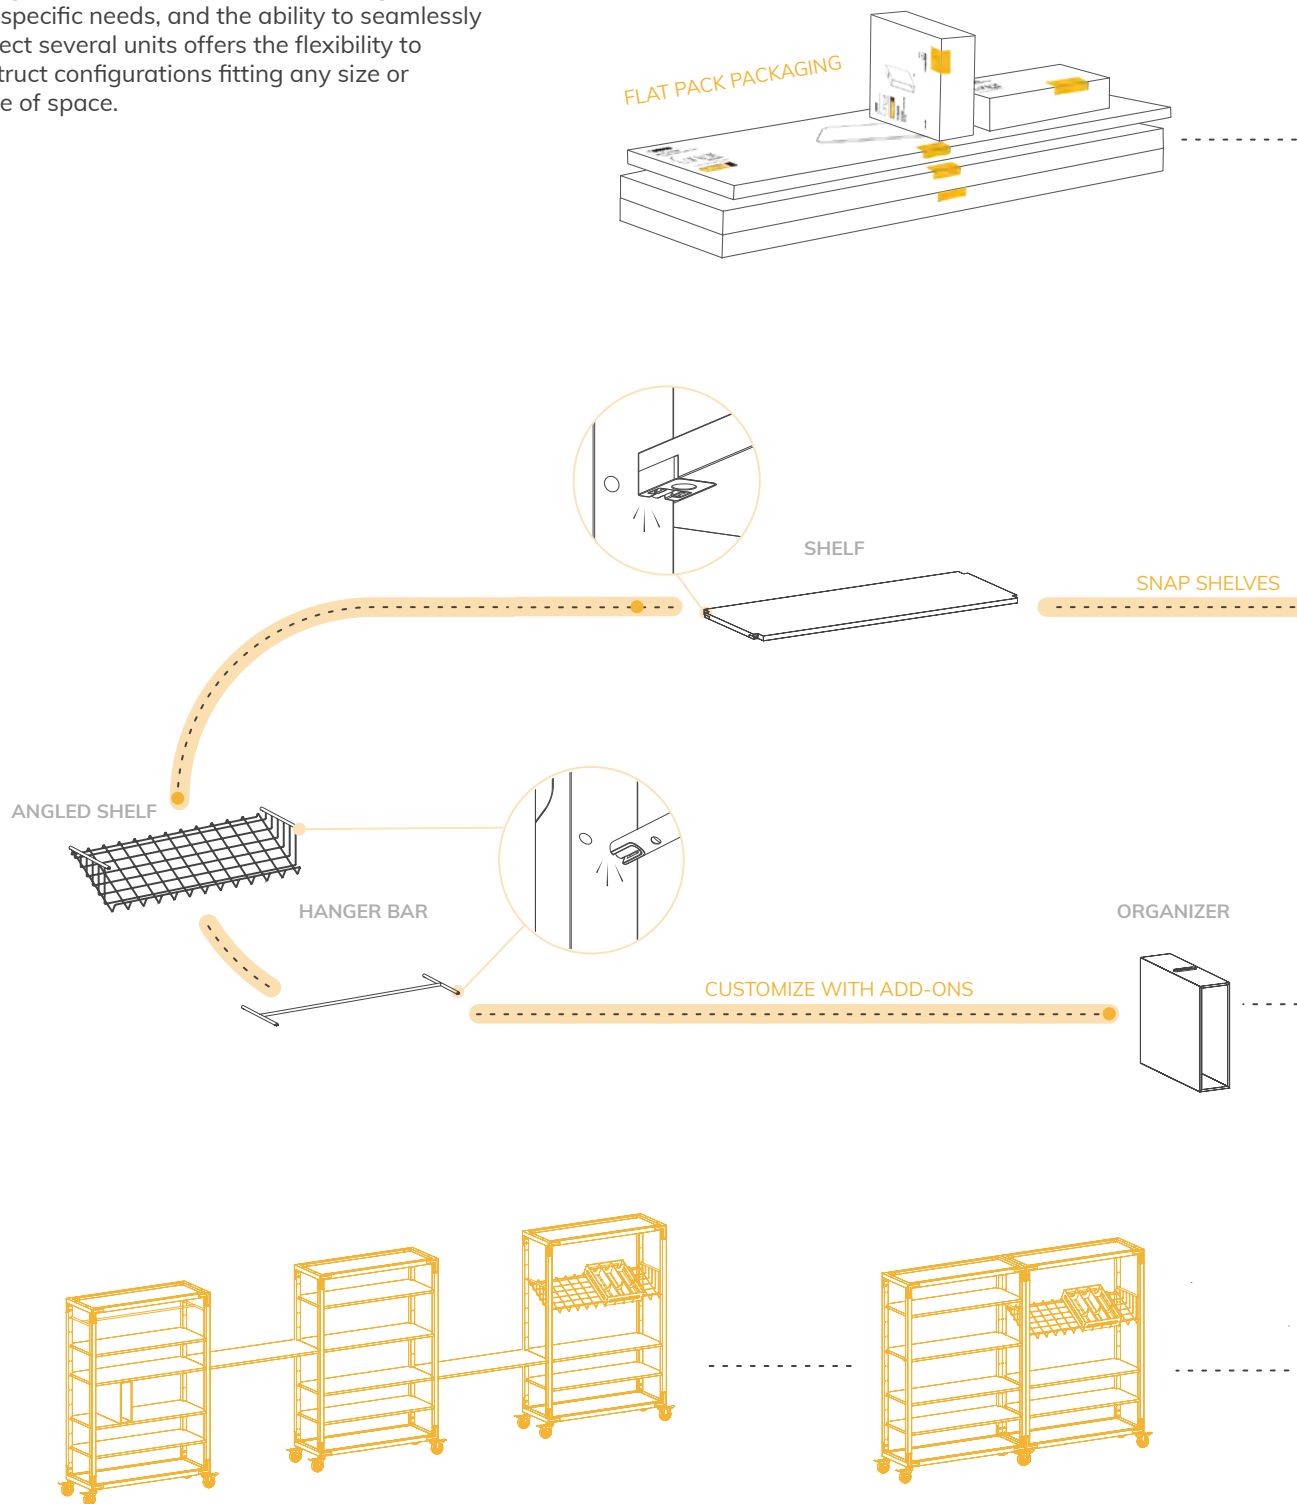 specific needs, and the ability to seamlessly
ect several units offers the flexibility to
truct configurations fitting any size or
e of space.
FLAT PACK PACKAGING
SHELF
SNAP SHELVES
ANGLED SHELF
HANGER BAR
ORGANIZER
CUSTOMIZE WITH ADD-ONS